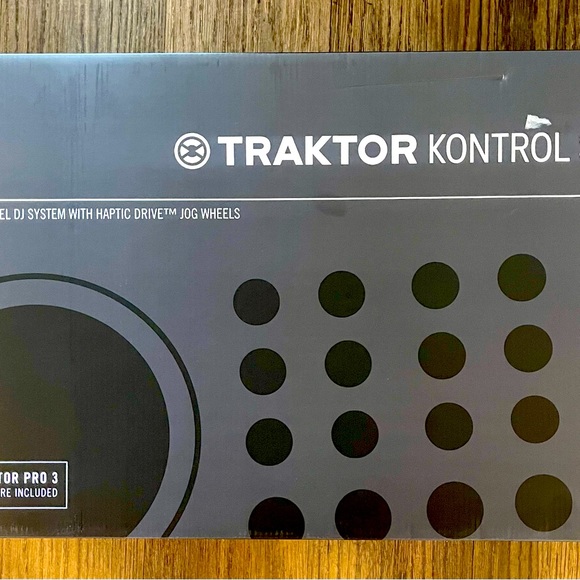 TRAKTOR KONTROL
EL DJ SYSTEM WITH HAPTIC DRIVE™ JOG WHEELS
TOR PRO 3
RE INCLUDED